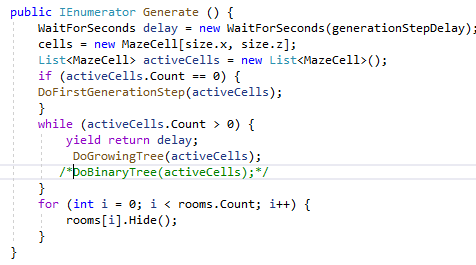 public IEnumerator Generate () {
WaitForSeconds delay = new WaitForSeconds(generationStepDelay);
cells = new MazeCell[size.x, size.z];
List<MazeCell> activeCells = new List<MazeCell>();
if (activeCells.Count == 0) {
DoFirstGenerationStep(activeCells);
}
while (activeCells.Count > 0) {
yield return delay;
DoGrowingTree(activeCells);
/*DoBinaryTree(activeCells);*/
}
for (int i = 0; i < rooms.Count; i++) {
rooms[i].Hide();
}
}